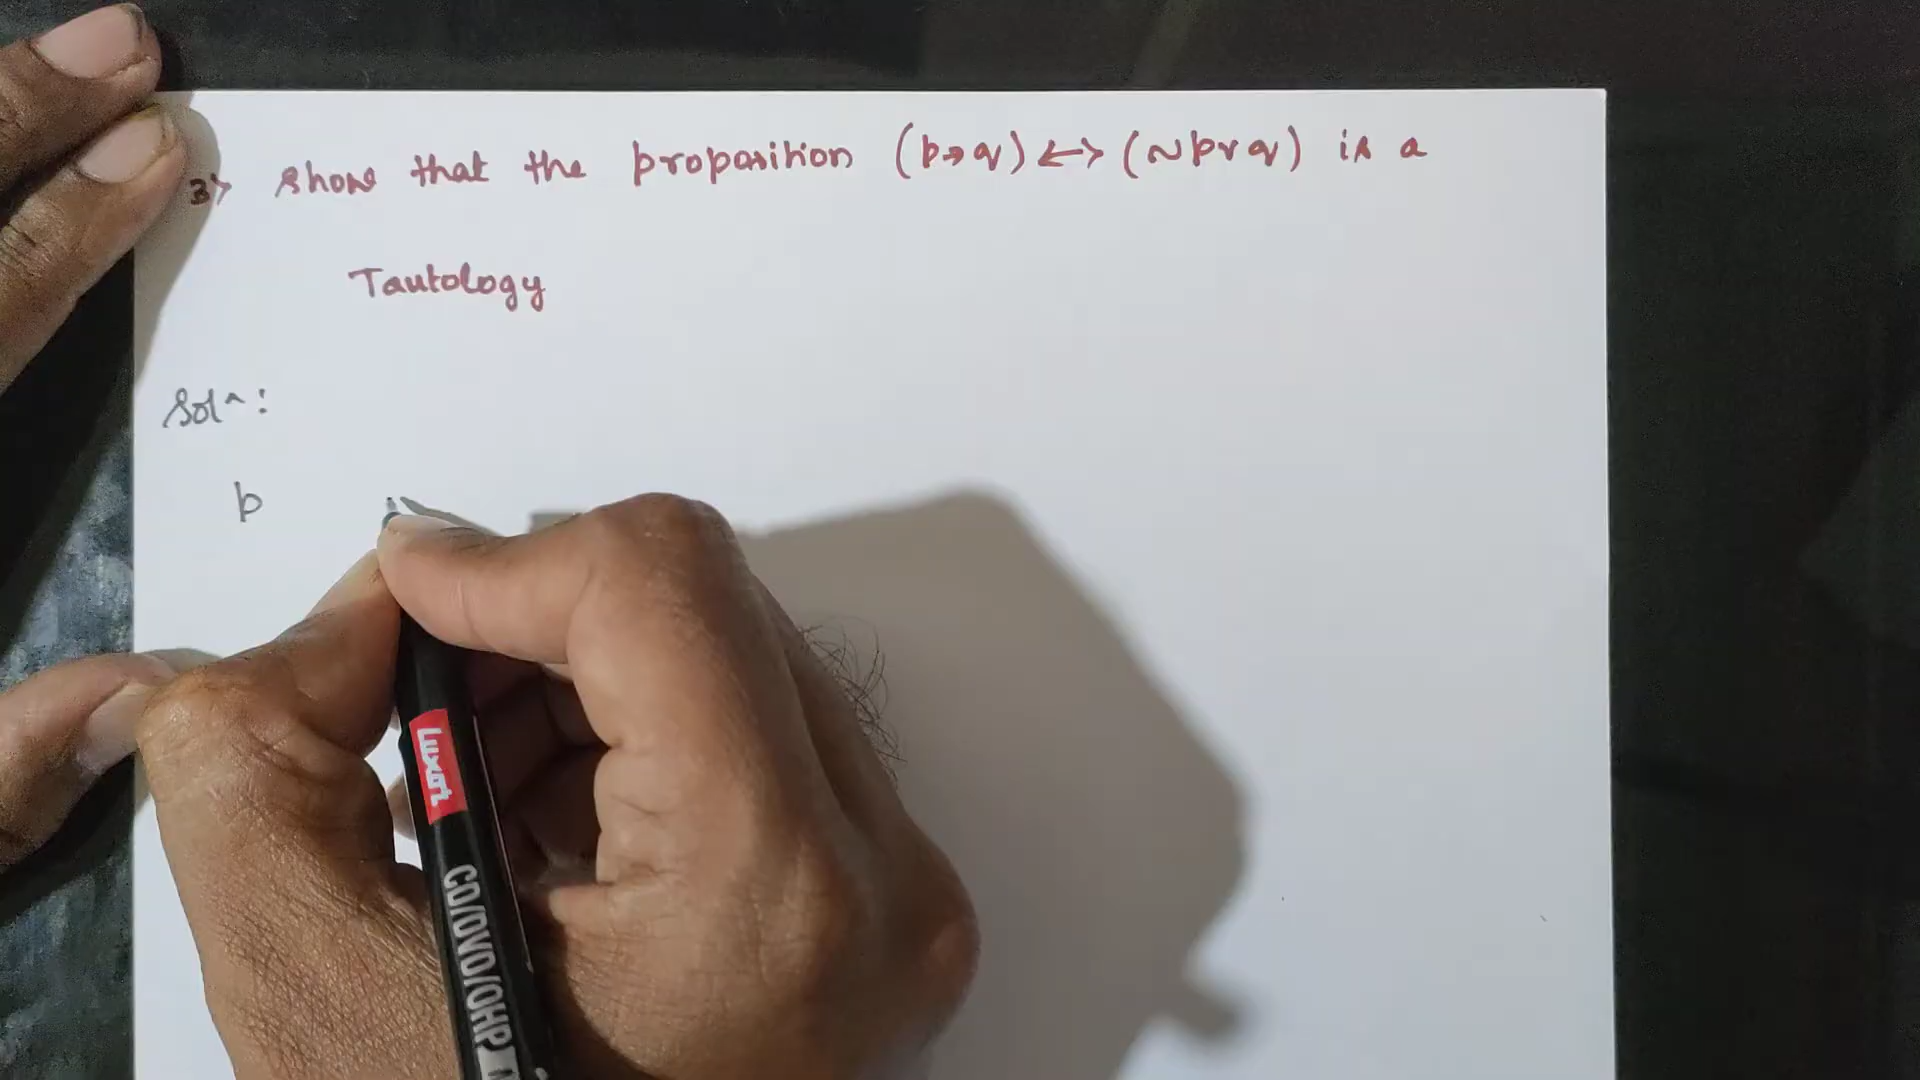 3> show that the proposition (p→q)↔(~p∨q) is a
Tautology
Sol^:
p
Luxor
CD/DVD/OHP